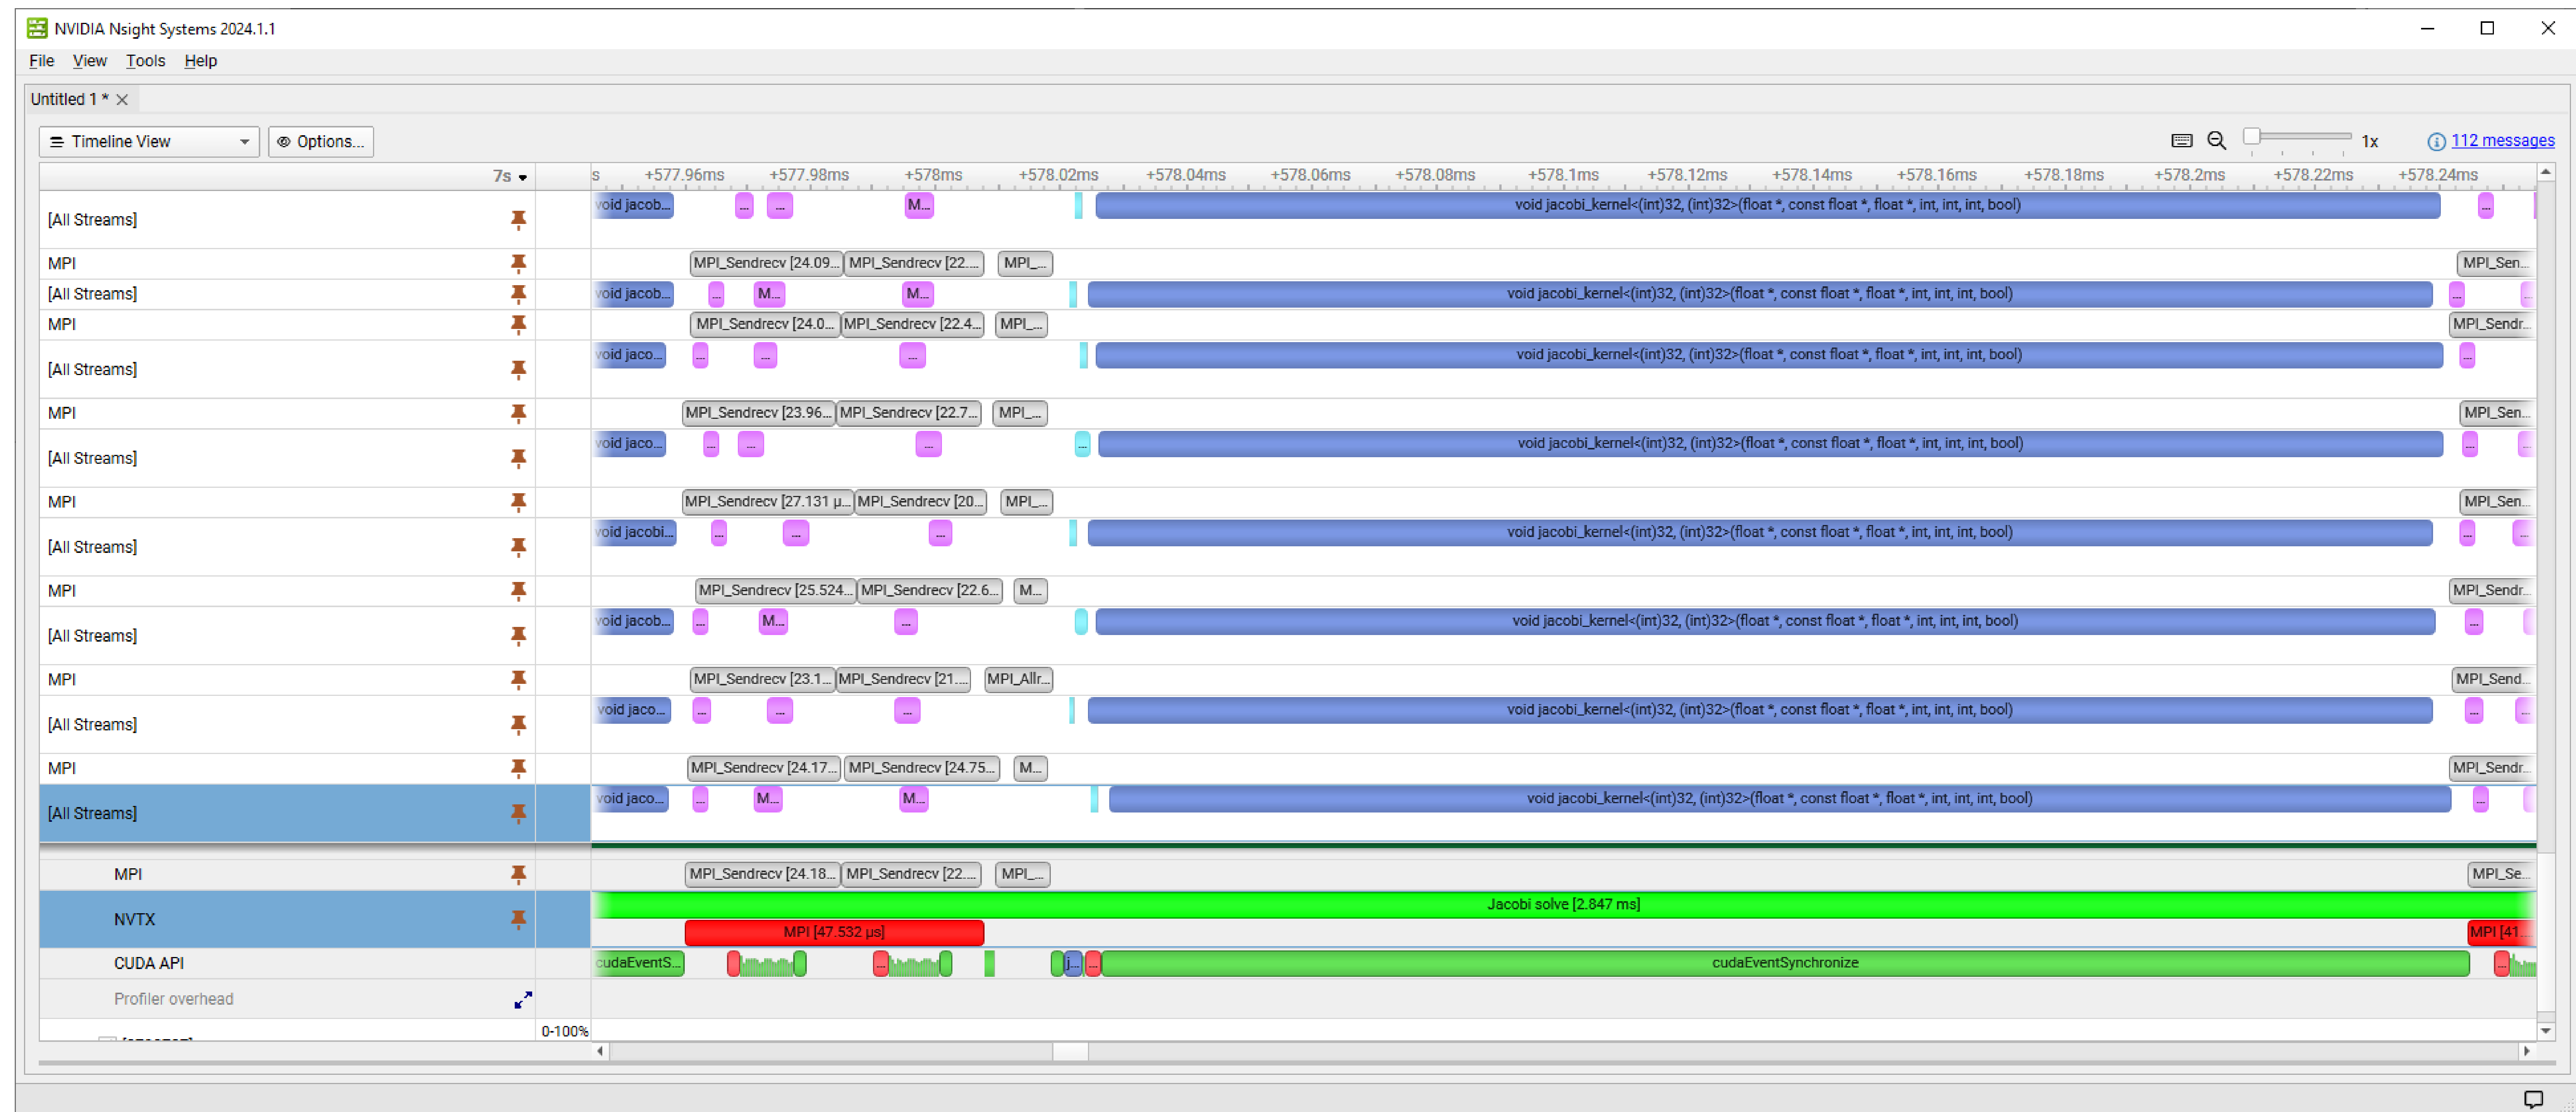 NVIDIA Nsight Systems 2024.1.1
File View Tools Help
Untitled 1 *
Timeline View Options... 1x 112 messages
7s s +577.96ms +577.98ms +578ms +578.02ms +578.04ms +578.06ms +578.08ms +578.1ms +578.12ms +578.14ms +578.16ms +578.18ms +578.2ms +578.22ms +578.24ms
[All Streams] void jacob... ... ... M... void jacobi_kernel<(int)32, (int)32>(float *, const float *, float *, int, int, int, bool) ...
MPI MPI_Sendrecv [24.09... MPI_Sendrecv [22.... MPI_... MPI_Sen...
[All Streams] void jacob... ... M... M... void jacobi_kernel<(int)32, (int)32>(float *, const float *, float *, int, int, int, bool) ... ...
MPI MPI_Sendrecv [24.0... MPI_Sendrecv [22.4... MPI_... MPI_Sendr...
[All Streams] void jaco... ... ... ... void jacobi_kernel<(int)32, (int)32>(float *, const float *, float *, int, int, int, bool) ...
MPI MPI_Sendrecv [23.96... MPI_Sendrecv [22.7... MPI_... MPI_Sen...
[All Streams] void jaco... ... ... ... ... void jacobi_kernel<(int)32, (int)32>(float *, const float *, float *, int, int, int, bool) ... ...
MPI MPI_Sendrecv [27.131 µ... MPI_Sendrecv [20... MPI_... MPI_Sen...
[All Streams] void jacobi... ... ... ... void jacobi_kernel<(int)32, (int)32>(float *, const float *, float *, int, int, int, bool) ... ...
MPI MPI_Sendrecv [25.524... MPI_Sendrecv [22.6... M... MPI_Sendr...
[All Streams] void jacob... ... M... ... void jacobi_kernel<(int)32, (int)32>(float *, const float *, float *, int, int, int, bool) ...
MPI MPI_Sendrecv [23.1... MPI_Sendrecv [21.... MPI_Allr... MPI_Send...
[All Streams] void jaco... ... ... ... void jacobi_kernel<(int)32, (int)32>(float *, const float *, float *, int, int, int, bool) ... ...
MPI MPI_Sendrecv [24.17... MPI_Sendrecv [24.75... M... MPI_Sendr...
[All Streams] void jaco... ... M... M... void jacobi_kernel<(int)32, (int)32>(float *, const float *, float *, int, int, int, bool) ...
MPI MPI_Sendrecv [24.18... MPI_Sendrecv [22.... MPI_... MPI_Se...
Jacobi solve [2.847 ms]
NVTX
MPI [47.532 µs] MPI [41...
CUDA API cudaEventS... ... j... ... cudaEventSynchronize ...
Profiler overhead
0-100%